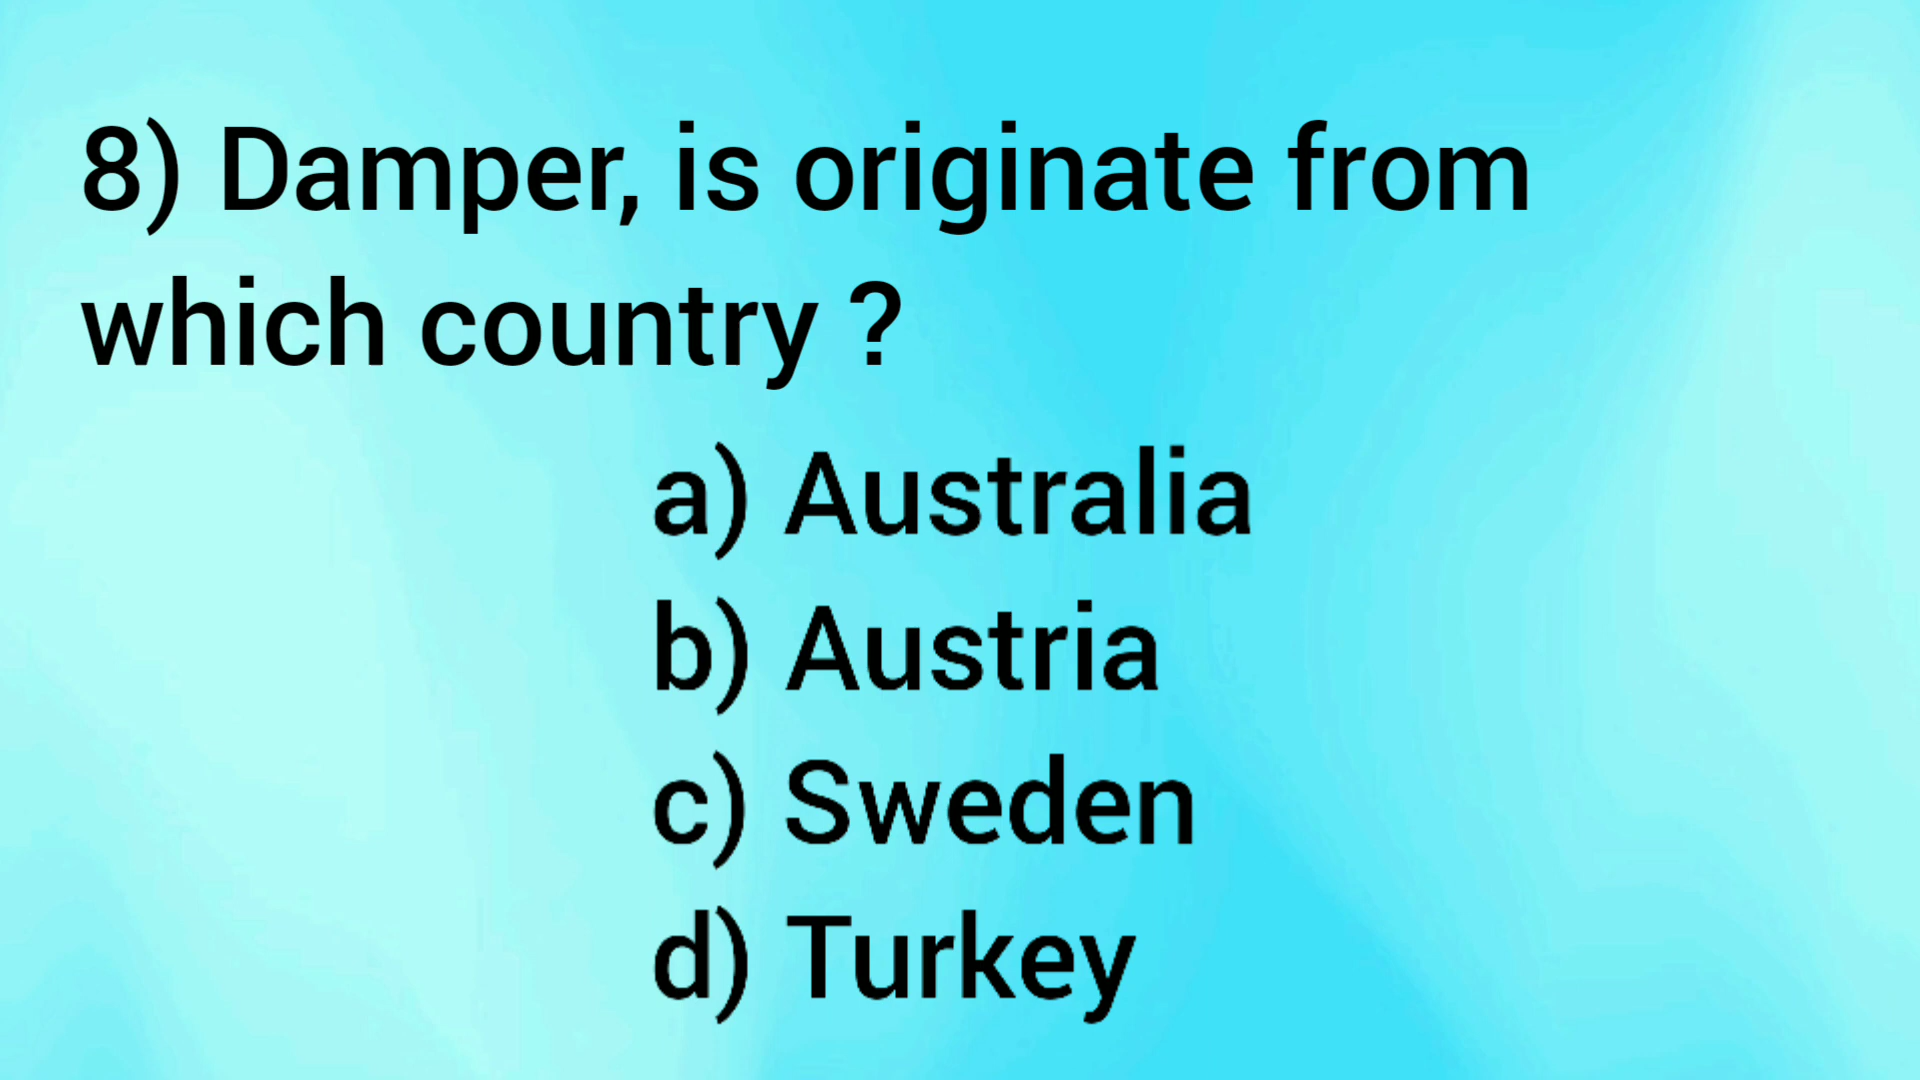 8) Damper, is originate from
which country ?
a) Australia
b) Austria
c) Sweden
d) Turkey